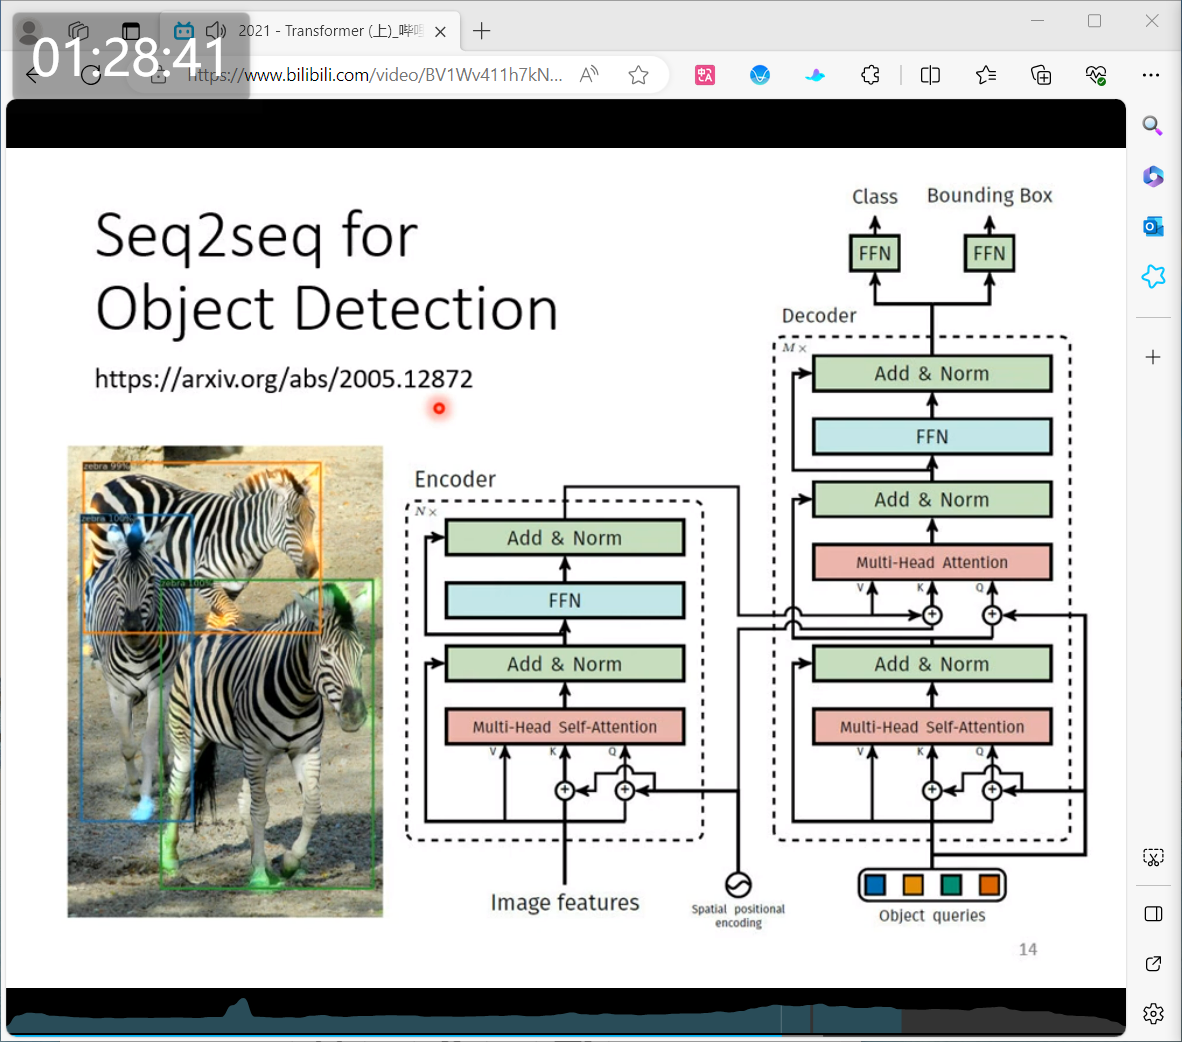 01:28:41
2021 - Transformer (上)_哔
https://www.bilibili.com/video/BV1Wv411h7kN...
Seq2seq for
Object Detection
https://arxiv.org/abs/2005.12872
zebra 99%
zebra 100%
zebra 100%
Encoder
N×
Add & Norm
FFN
Add & Norm
Multi-Head Self-Attention
V K Q
Image features
Spatial positional
encoding
Class
Bounding Box
FFN
FFN
Decoder
M×
Add & Norm
FFN
Add & Norm
Multi-Head Attention
V K Q
Add & Norm
Multi-Head Self-Attention
V K Q
Object queries
14